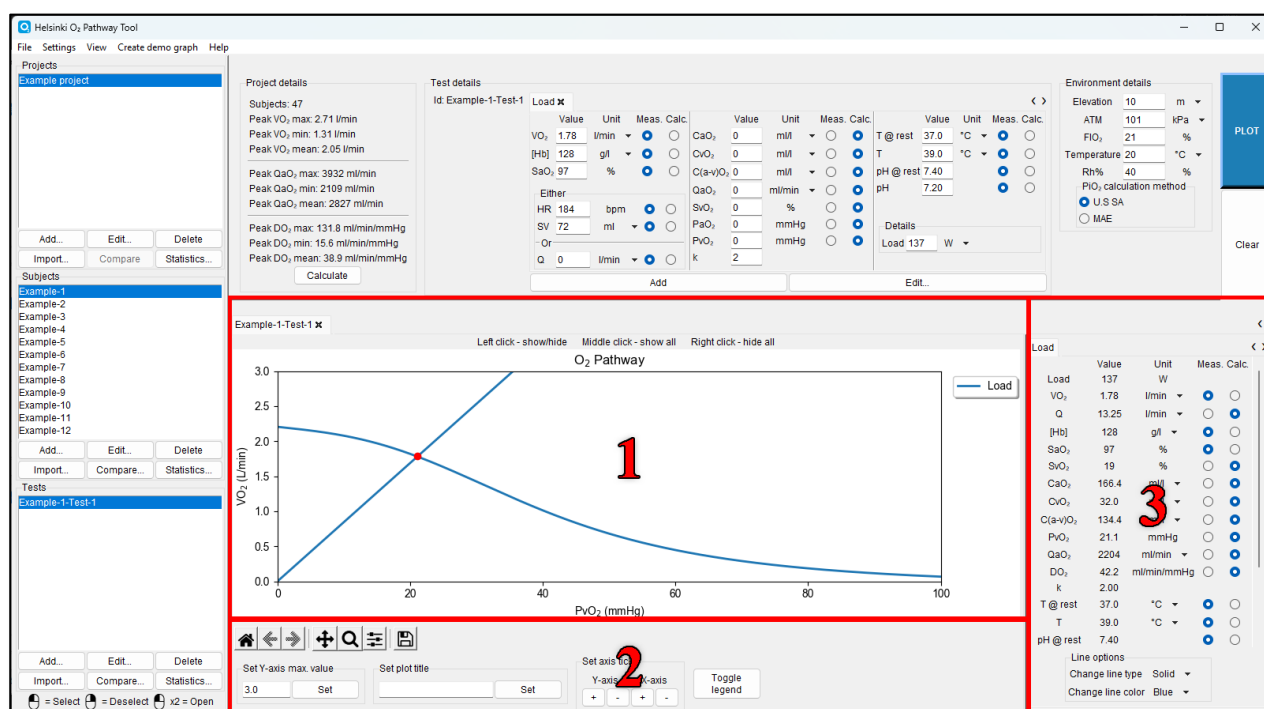 Helsinki O₂ Pathway Tool
File Settings View Create demo graph Help
Projects
Example project
Add... Edit... Delete
Import... Compare Statistics...
Subjects
Example-1
Example-2
Example-3
Example-4
Example-5
Example-6
Example-7
Example-8
Example-9
Example-10
Example-11
Example-12
Add... Edit... Delete
Import... Compare... Statistics...
Tests
Example-1-Test-1
Add... Edit... Delete
Import... Compare... Statistics...
= Select = Deselect x2 = Open
Project details
Subjects: 47
Peak VO₂ max: 2.71 l/min
Peak VO₂ min: 1.31 l/min
Peak VO₂ mean: 2.05 l/min
Peak QaO₂ max: 3932 ml/min
Peak QaO₂ min: 2109 ml/min
Peak QaO₂ mean: 2827 ml/min
Peak DO₂ max: 131.8 ml/min/mmHg
Peak DO₂ min: 15.6 ml/min/mmHg
Peak DO₂ mean: 38.9 ml/min/mmHg
Calculate
Test details
Id: Example-1-Test-1
Load
Value Unit Meas. Calc.
VO₂ 1.78 l/min
[Hb] 128 g/l
SaO₂ 97 %
Either
HR 184 bpm
SV 72 ml
Or
Q 0 l/min
Value Unit Meas. Calc.
CaO₂ 0 ml/l
CvO₂ 0 ml/l
C(a-v)O₂ 0 ml/l
QaO₂ 0 ml/min
SvO₂ 0 %
PaO₂ 0 mmHg
PvO₂ 0 mmHg
k 2
Value Unit Meas. Calc.
T @ rest 37.0 °C
T 39.0 °C
pH @ rest 7.40
pH 7.20
Details
Load 137 W
Add Edit...
Environment details
Elevation 10 m
ATM 101 kPa
FIO₂ 21 %
Temperature 20 °C
Rh% 40 %
PiO₂ calculation method
U.S SA
MAE
PLOT
Clear
Example-1-Test-1
Left click - show/hide Middle click - show all Right click - hide all
O₂ Pathway
Load
3.0
2.5
2.0
1.5
1.0
0.5
0.0
VO₂ (L/min)
0 20 40 60 80 100
PvO₂ (mmHg)
1
Set Y-axis max. value
3.0 Set
Set plot title
Set
Y-axis
+ - + -
Toggle
legend
2
Load
Value Unit Meas. Calc.
Load 137 W
VO₂ 1.78 l/min
Q 13.25 l/min
[Hb] 128 g/l
SaO₂ 97 %
SvO₂ 19 %
CaO₂ 166.4
CvO₂ 32.0
C(a-v)O₂ 134.4
PvO₂ 21.1 mmHg
QaO₂ 2204 ml/min
DO₂ 42.2 ml/min/mmHg
k 2.00
T @ rest 37.0 °C
T 39.0 °C
pH @ rest 7.40
3
Line options
Change line type Solid
Change line color Blue